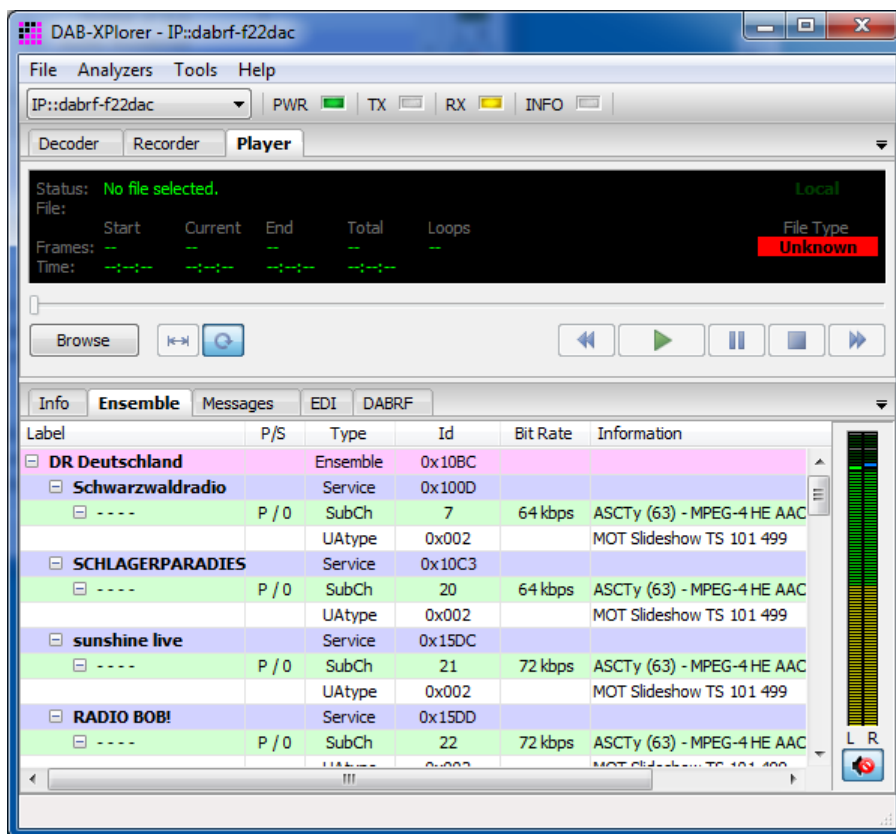 DAB-XPlorer - IP::dabrf-f22dac
File Analyzers Tools Help
IP::dabrf-f22dac PWR TX RX INFO
Decoder Recorder Player
Status: No file selected. Local
File:
Start Current End Total Loops File Type
Frames: -- -- -- -- -- Unknown
Time: --:--:-- --:--:-- --:--:-- --:--:--
Browse
Info Ensemble Messages EDI DABRF
Label P/S Type Id Bit Rate Information
DR Deutschland Ensemble 0x10BC
Schwarzwaldradio Service 0x100D
- - - - P / 0 SubCh 7 64 kbps ASCTy (63) - MPEG-4 HE AAC
UAtype 0x002 MOT Slideshow TS 101 499
SCHLAGERPARADIES Service 0x10C3
- - - - P / 0 SubCh 20 64 kbps ASCTy (63) - MPEG-4 HE AAC
UAtype 0x002 MOT Slideshow TS 101 499
sunshine live Service 0x15DC
- - - - P / 0 SubCh 21 72 kbps ASCTy (63) - MPEG-4 HE AAC
UAtype 0x002 MOT Slideshow TS 101 499
RADIO BOB! Service 0x15DD
- - - - P / 0 SubCh 22 72 kbps ASCTy (63) - MPEG-4 HE AAC
L R